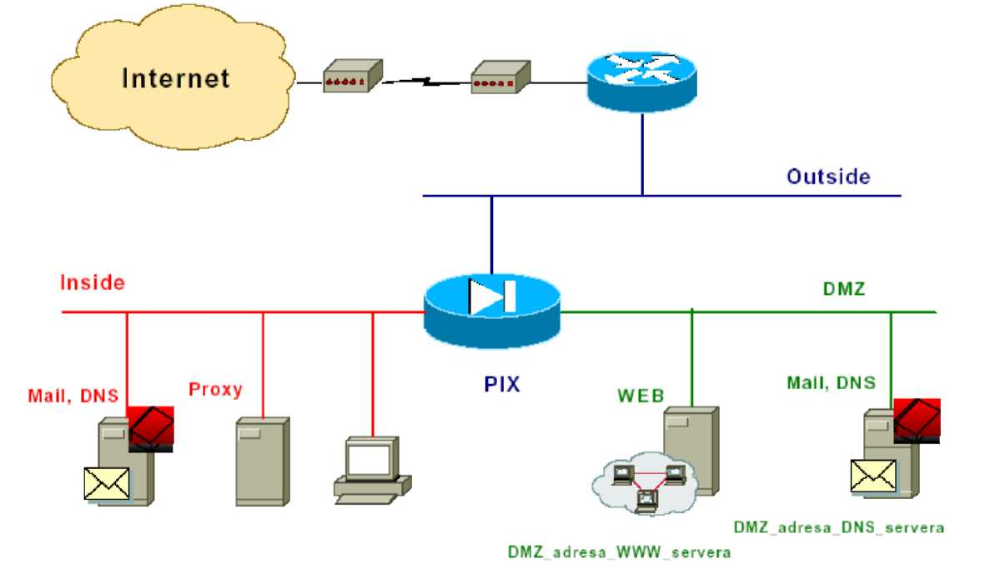 Internet
Outside
Inside
DMZ
PIX
Mail, DNS
Proxy
WEB
Mail, DNS
DMZ_adresa_DNS_servera
DMZ_adresa_WWW_servera